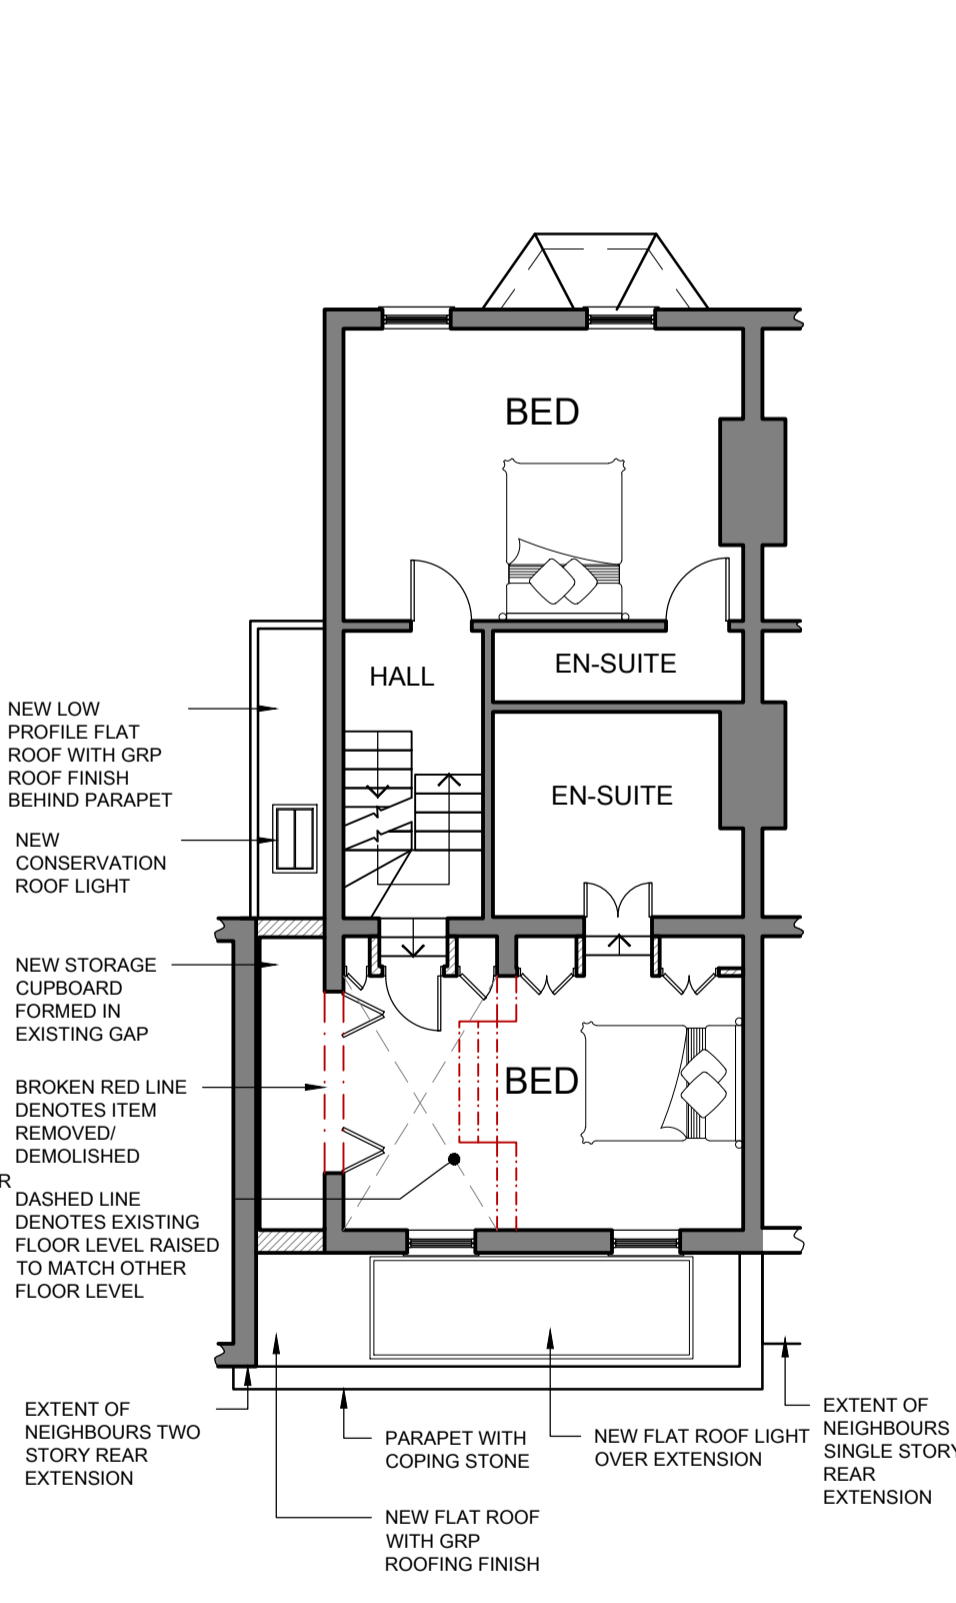 BED
HALL
EN-SUITE
EN-SUITE
NEW LOW
PROFILE FLAT
ROOF WITH GRP
ROOF FINISH
BEHIND PARAPET
NEW
CONSERVATION
ROOF LIGHT
NEW STORAGE
CUPBOARD
FORMED IN
EXISTING GAP
BROKEN RED LINE
DENOTES ITEM
REMOVED/
DEMOLISHED
BED
R
DASHED LINE
DENOTES EXISTING
FLOOR LEVEL RAISED
TO MATCH OTHER
FLOOR LEVEL
EXTENT OF
NEIGHBOURS TWO
STORY REAR
EXTENSION
PARAPET WITH
COPING STONE
NEW FLAT ROOF LIGHT
OVER EXTENSION
EXTENT OF
NEIGHBOURS
SINGLE STORY
REAR
EXTENSION
NEW FLAT ROOF
WITH GRP
ROOFING FINISH